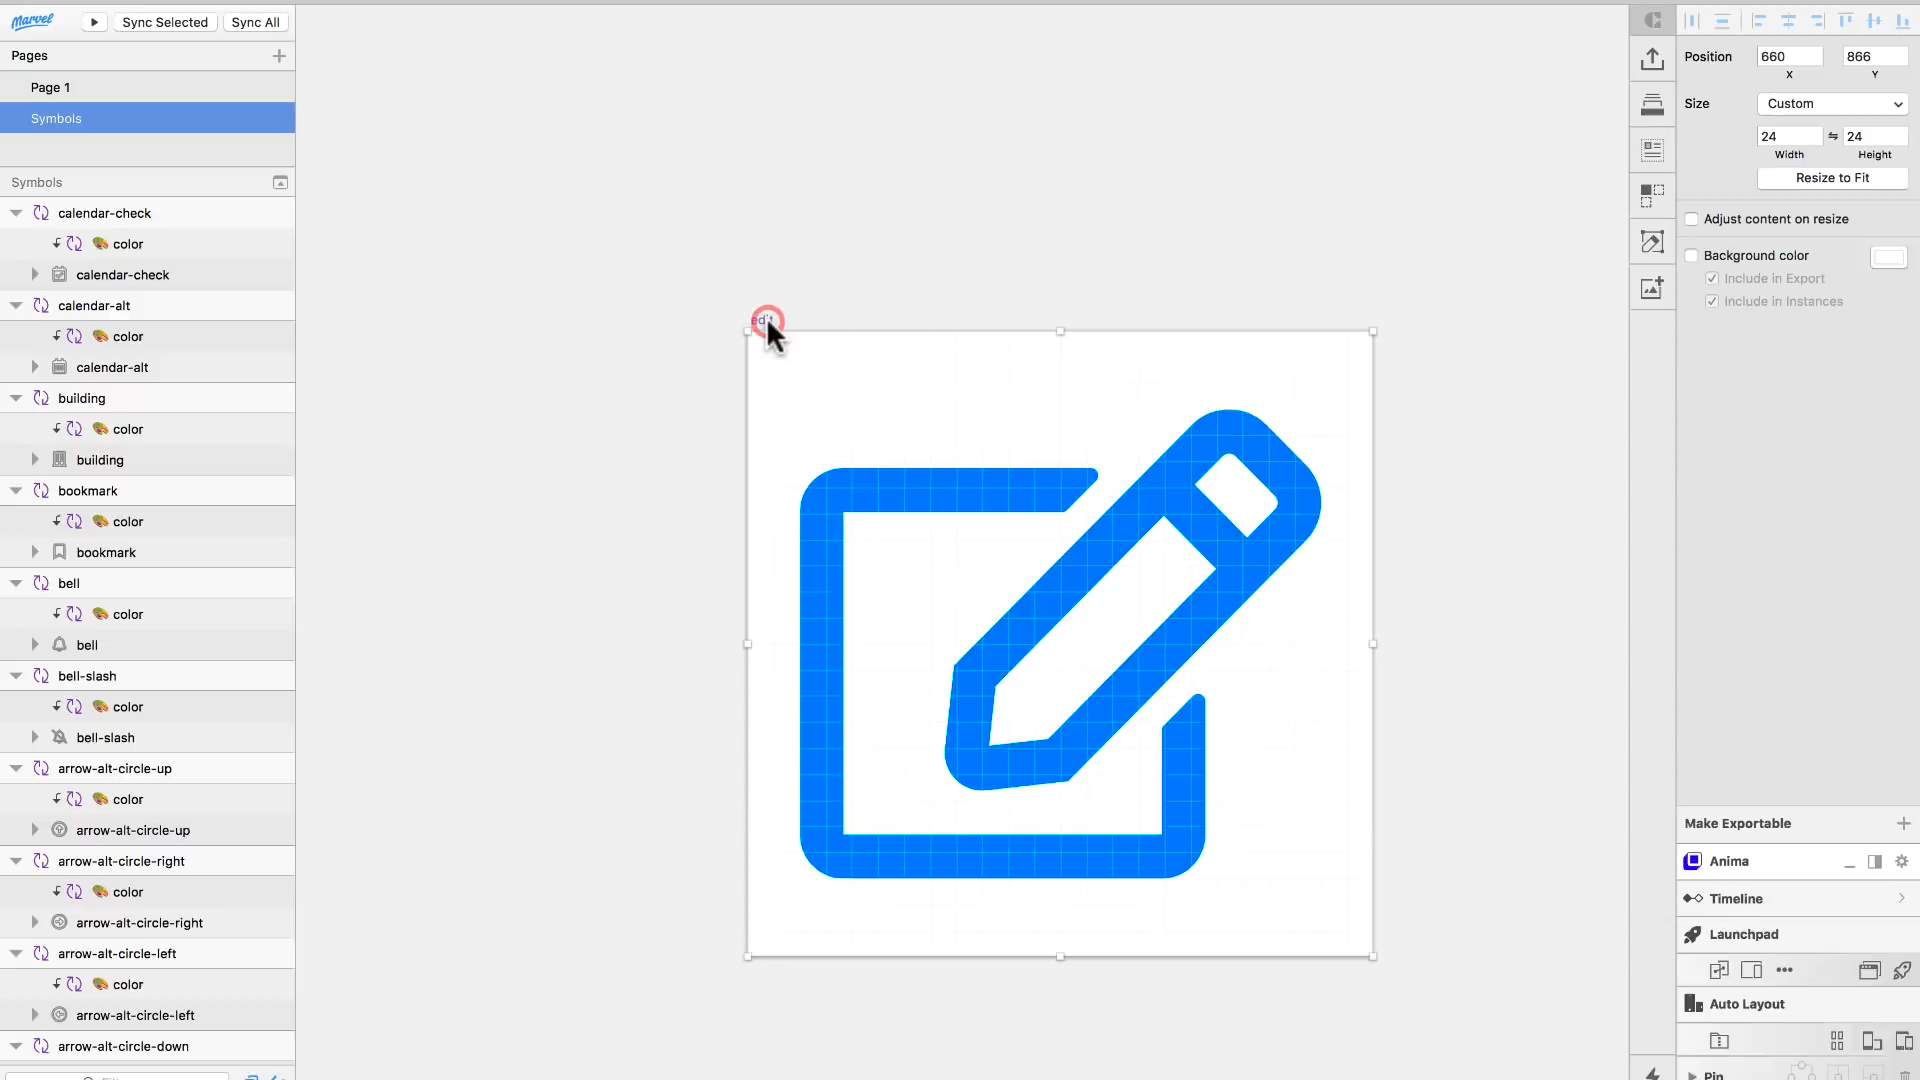 Marvel
Sync Selected
Sync All
Pages
Page 1
Symbols
Symbols
calendar-check
color
calendar-check
calendar-alt
color
calendar-alt
building
color
building
bookmark
color
bookmark
bell
color
bell
bell-slash
color
bell-slash
arrow-alt-circle-up
color
arrow-alt-circle-up
arrow-alt-circle-right
color
arrow-alt-circle-right
arrow-alt-circle-left
color
arrow-alt-circle-left
arrow-alt-circle-down
edit
Position
660
866
X
Y
Size
Custom
24
24
Width
Height
Resize to Fit
Adjust content on resize
Background color
Include in Export
Include in Instances
Make Exportable
Anima
Timeline
Launchpad
Auto Layout
Pin